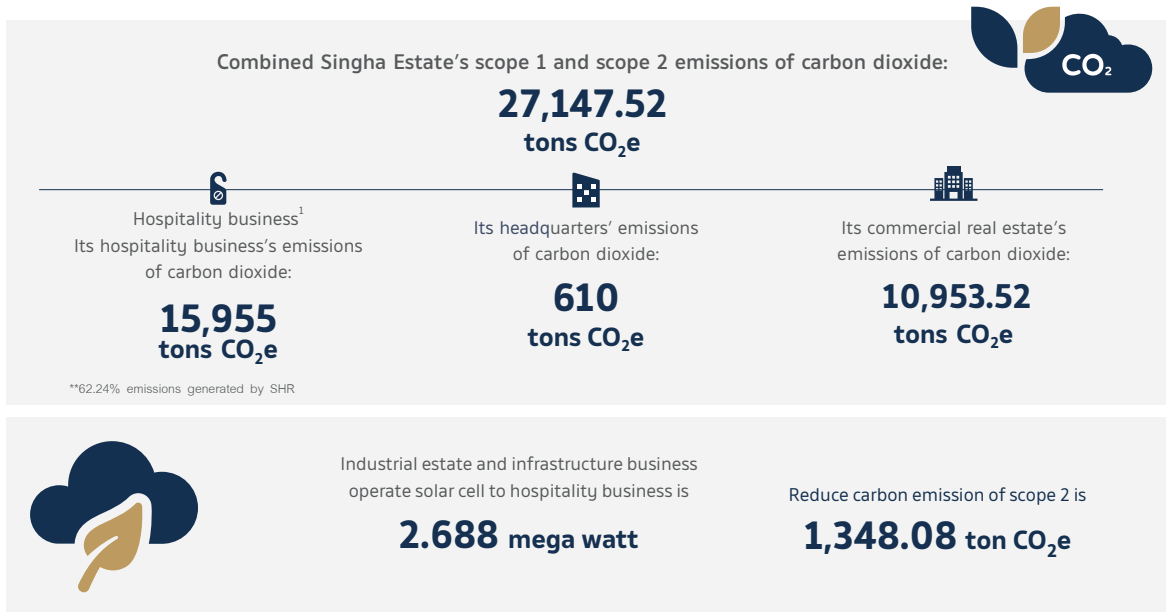 Combined Singha Estate's scope 1 and scope 2 emissions of carbon dioxide:
CO₂
27,147.52
tons CO₂e
Hospitality business¹
Its hospitality business's emissions
of carbon dioxide:
15,955
tons CO₂e
**62.24% emissions generated by SHR
Its headquarters' emissions
of carbon dioxide:
610
tons CO₂e
Its commercial real estate's
emissions of carbon dioxide:
10,953.52
tons CO₂e
Industrial estate and infrastructure business
operate solar cell to hospitality business is
2.688 mega watt
Reduce carbon emission of scope 2 is
1,348.08 ton CO₂e